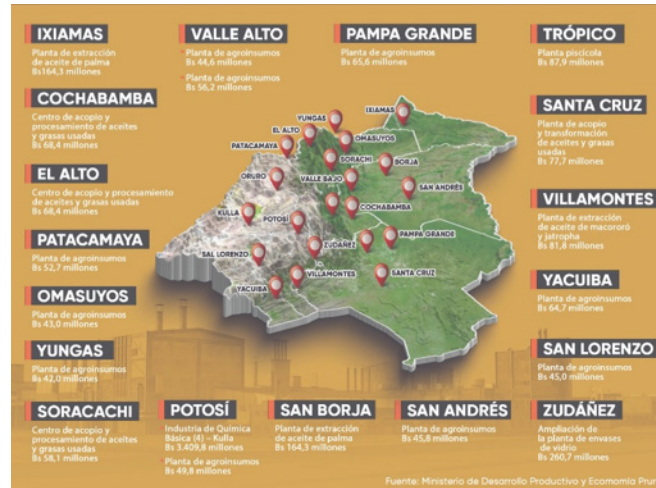 IXIAMAS
Planta de extracción
de aceite de palma
Bs164,3 millones
VALLE ALTO
Planta de agroinsumos
Bs 44,6 millones
Planta de agroinsumos
Bs 56,2 millones
PAMPA GRANDE
Planta de agroinsumos
Bs 65,6 millones
TRÓPICO
Planta piscícola
Bs 87,9 millones
COCHABAMBA
Centro de acopio y
procesamiento de aceites
y grasas usadas
Bs 68,4 millones
SANTA CRUZ
Planta de acopio
y transformación
de aceites y grasas
usadas
Bs 77,7 millones
EL ALTO
Centro de acopio y procesamiento
de aceites y grasas usadas
Bs 68,4 millones
VILLAMONTES
Planta de extracción
de aceite de macororó
y jatropha
Bs 81,8 millones
PATACAMAYA
Planta de agroinsumos
Bs 52,7 millones
YACUIBA
Planta de agroinsumos
Bs 64,7 millones
OMASUYOS
Planta de agroinsumos
Bs 43,0 millones
YUNGAS
Planta de agroinsumos
Bs 42,0 millones
SAN LORENZO
Planta de agroinsumos
Bs 45,0 millones
SORACACHI
Centro de acopio y
procesamiento de aceites
y grasas usadas
Bs 58,1 millones
POTOSÍ
Industria de Química
Básica (4) – Kulla
Bs 3.409,8 millones
Planta de agroinsumos
Bs 49,8 millones
SAN BORJA
Planta de extracción
de aceite de palma
Bs 164,3 millones
SAN ANDRÉS
Planta de agroinsumos
Bs 45,8 millones
ZUDÁÑEZ
Ampliación de
la planta de envases
de vidrio
Bs 260,7 millones
YUNGAS
IXIAMAS
EL ALTO
OMASUYOS
PATACAMAYA
SORACHI
BORJA
ORURO
VALLE BAJO
SAN ANDRÉS
KULLA
COCHABAMBA
POTOSÍ
PAMPA GRANDE
ZUDÁÑEZ
SAL LORENZO
VILLAMONTES
SANTA CRUZ
YACUIBA
Fuente: Ministerio de Desarrollo Productivo y Economía Plur